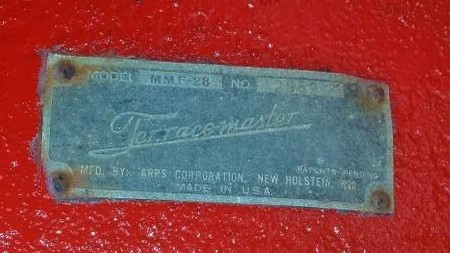 MODEL MMF-28 NO.
Terracemaster
PATENTS PENDING
MFD. BY ARPS CORPORATION, NEW HOLSTEIN, WIS.
MADE IN U.S.A.